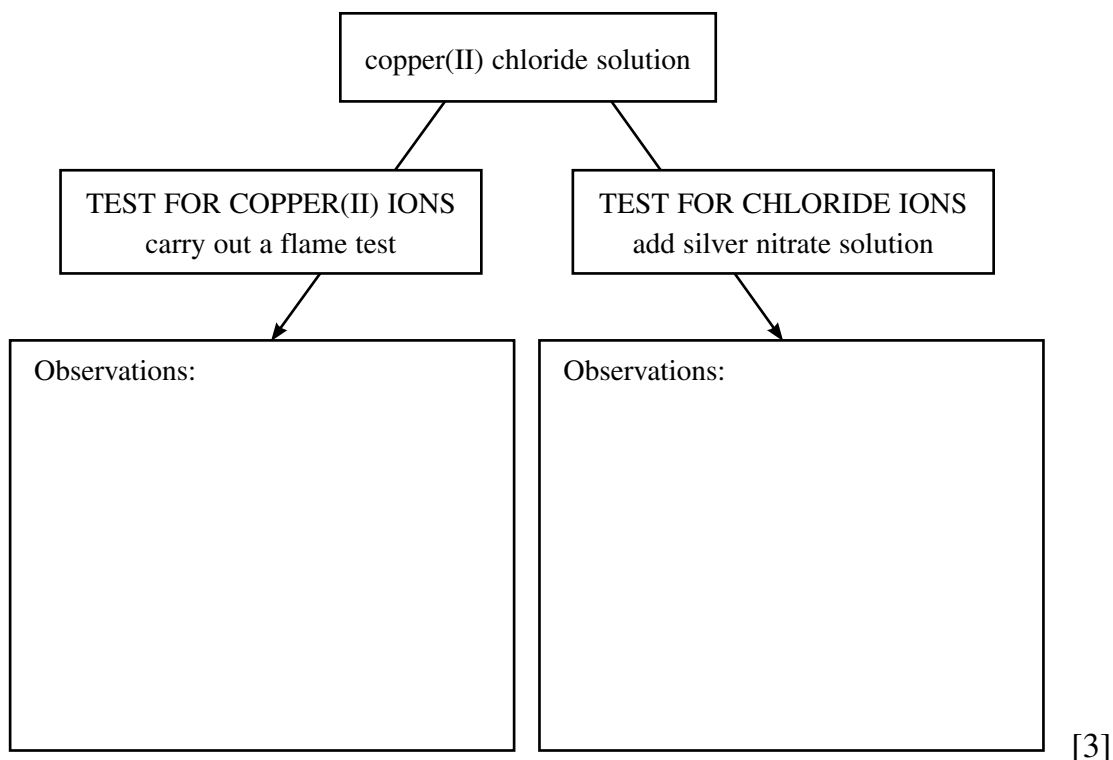 copper(II) chloride solution
TEST FOR COPPER(II) IONS
carry out a flame test
TEST FOR CHLORIDE IONS
add silver nitrate solution
Observations:
Observations:
[3]